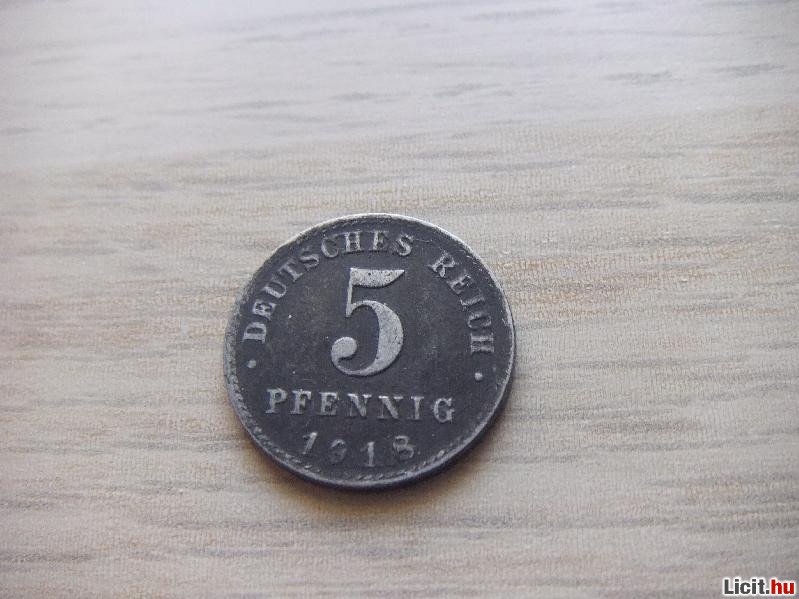 · DEUTSCHES REICH ·
5
PFENNIG
1918
Licit.hu